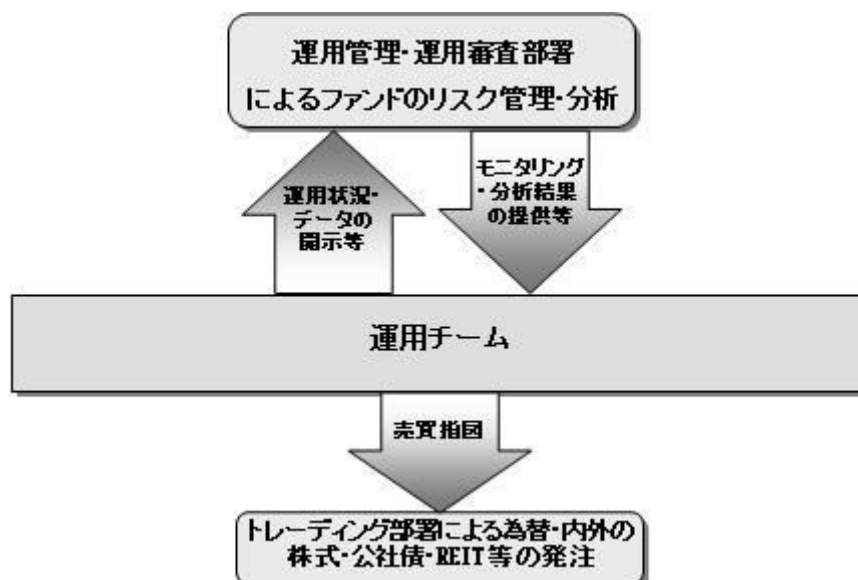 運用管理・運用審査部署
によるファンドのリスク管理・分析
運用状況・
データの
開示等
モニタリング
・分析結果
の提供等
運用チーム
売買指図
トレーディング部署による為替・内外の
株式・公社債・REIT等の発注